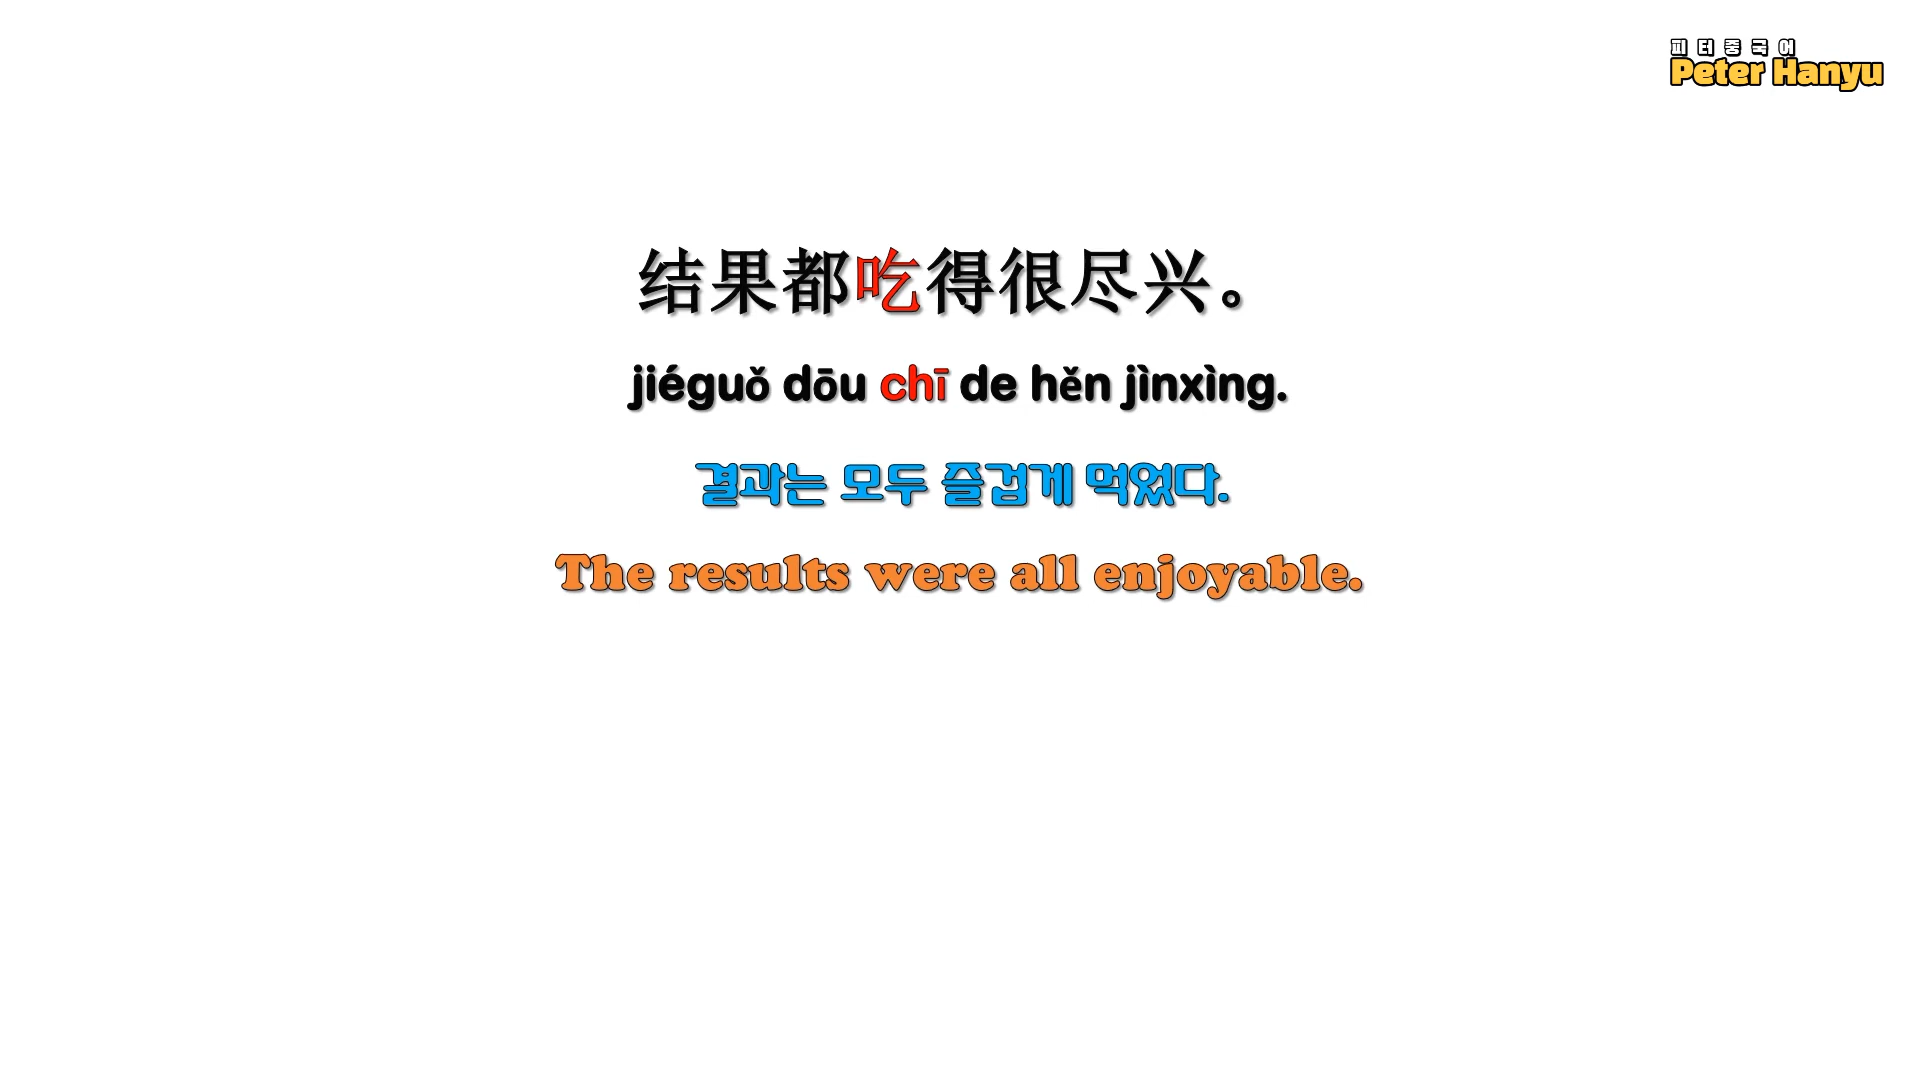 피터중국어
Peter Hanyu
结果都吃得很尽兴。
jiéguǒ dōu chī de hěn jìnxìng.
결과는 모두 즐겁게 먹었다.
The results were all enjoyable.